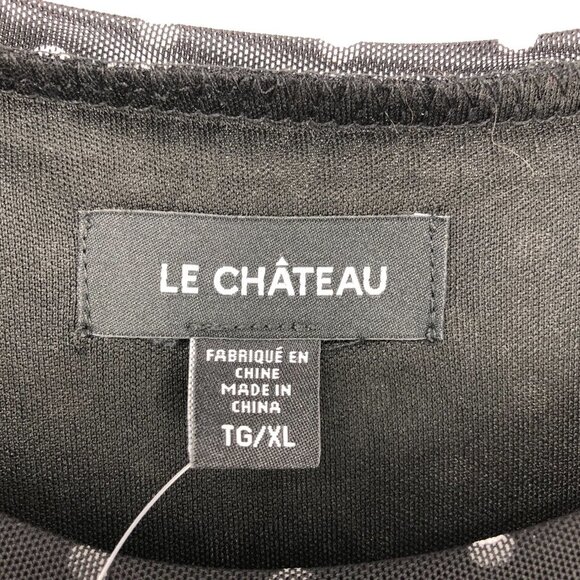 LE CHÂTEAU
FABRIQUÉ EN
CHINE
MADE IN
CHINA
TG/XL